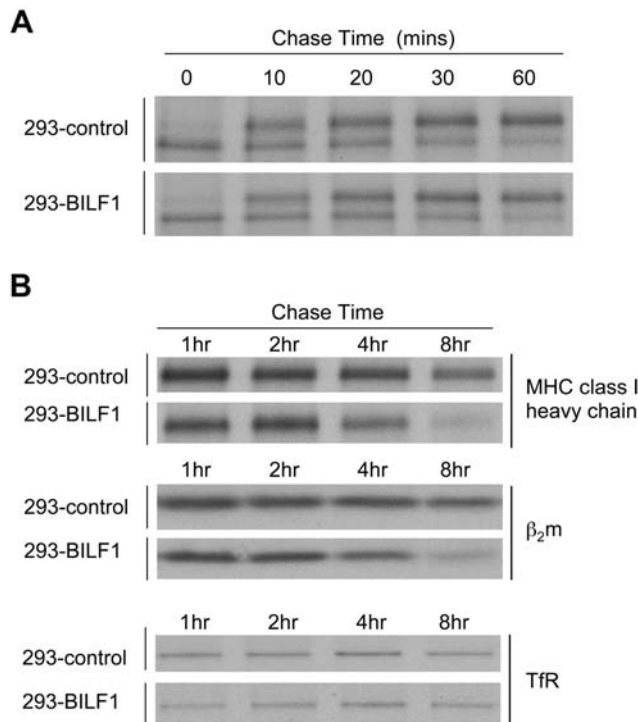 A
Chase Time (mins)
0 10 20 30 60
293-control
293-BILF1
B
Chase Time
1hr 2hr 4hr 8hr
293-control
293-BILF1
MHC class I
heavy chain
1hr 2hr 4hr 8hr
293-control
293-BILF1
β₂m
1hr 2hr 4hr 8hr
293-control
293-BILF1
TfR